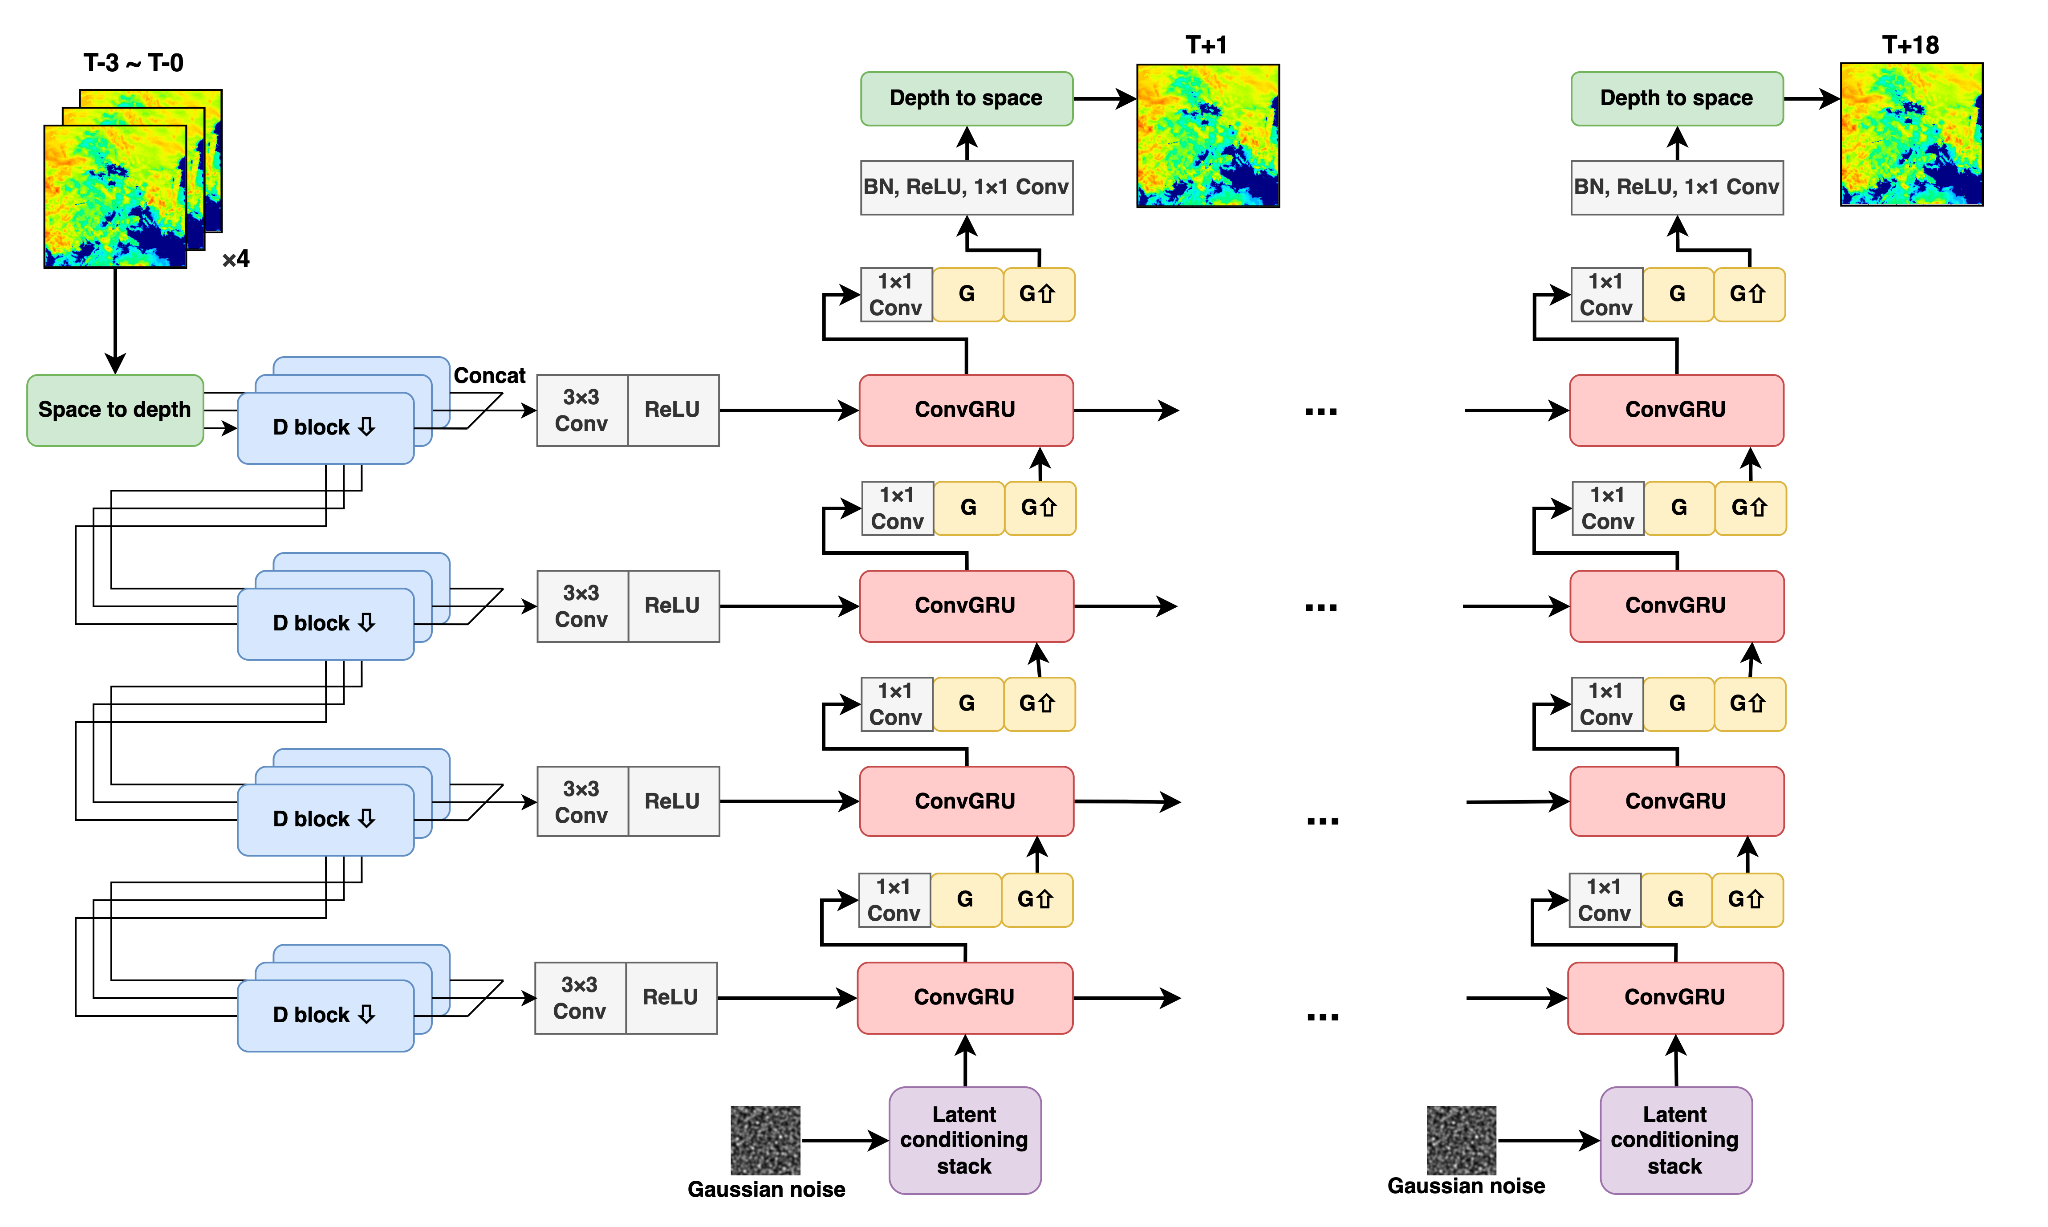 T-3 ~ T-0
×4
Space to depth
D block ⇩
Concat
3×3
Conv
ReLU
D block ⇩
3×3
Conv
ReLU
D block ⇩
3×3
Conv
ReLU
D block ⇩
3×3
Conv
ReLU
T+1
Depth to space
BN, ReLU, 1×1 Conv
1×1
Conv
G
G⇧
ConvGRU
1×1
Conv
G
G⇧
ConvGRU
1×1
Conv
G
G⇧
ConvGRU
1×1
Conv
G
G⇧
ConvGRU
Latent
conditioning
stack
Gaussian noise
...
...
...
...
T+18
Depth to space
BN, ReLU, 1×1 Conv
1×1
Conv
G
G⇧
ConvGRU
1×1
Conv
G
G⇧
ConvGRU
1×1
Conv
G
G⇧
ConvGRU
1×1
Conv
G
G⇧
ConvGRU
Latent
conditioning
stack
Gaussian noise